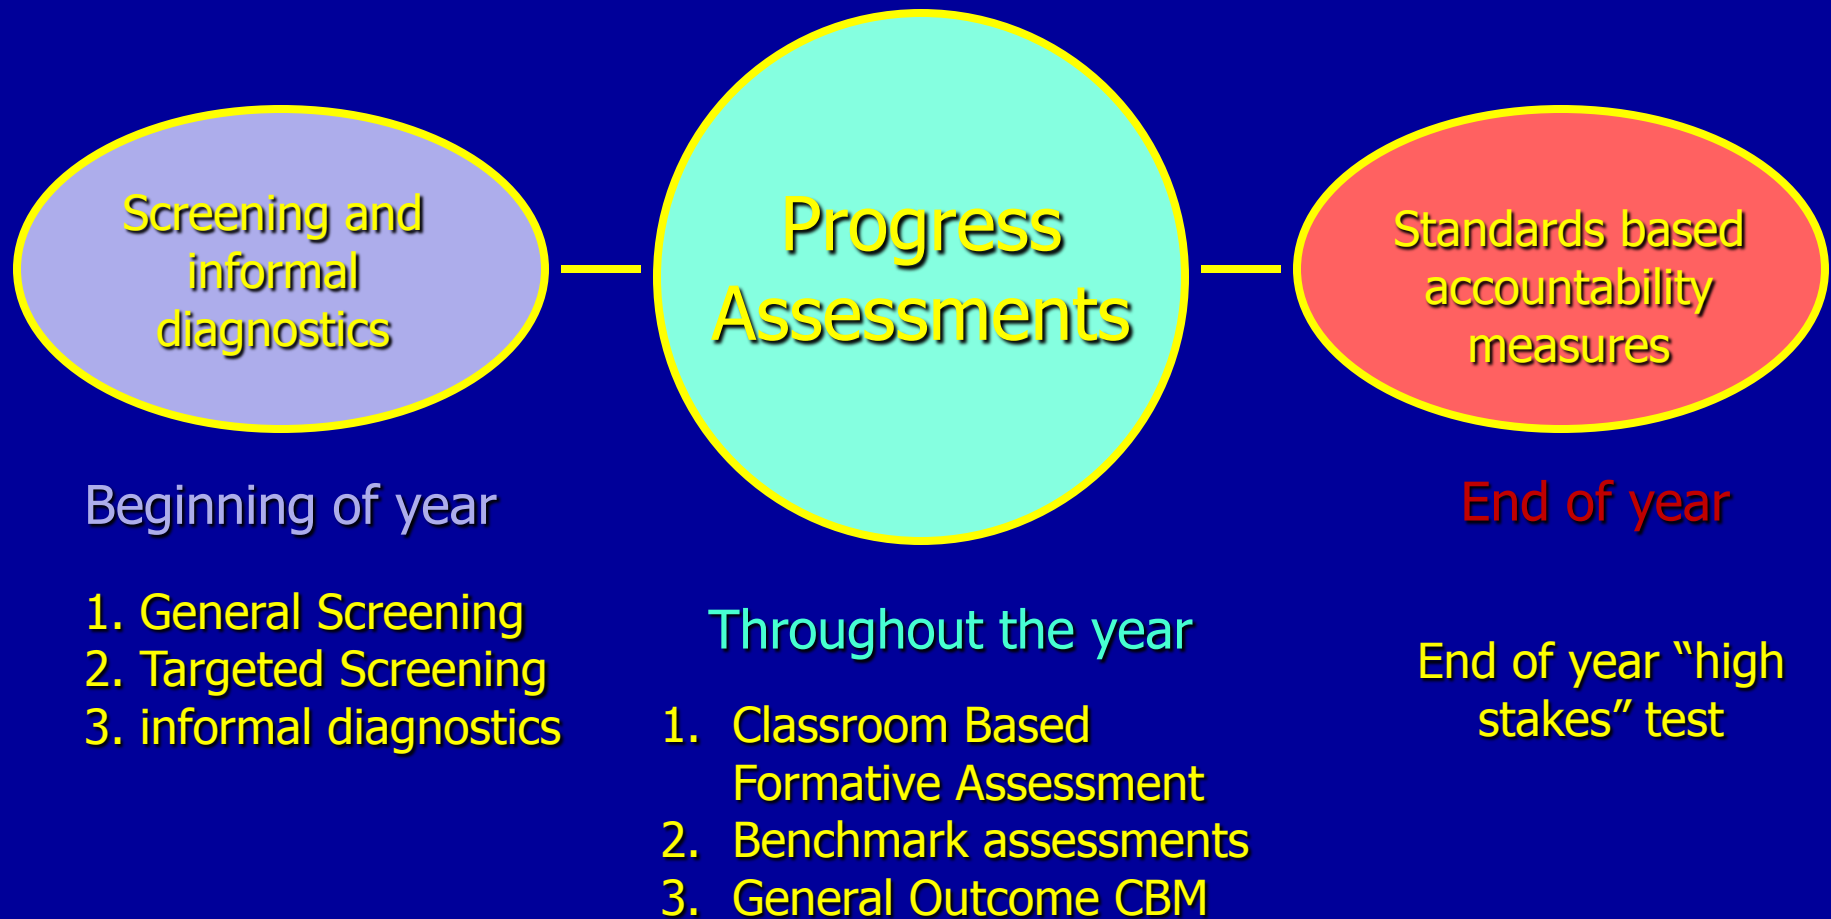 Screening and
informal
diagnostics
Progress
Assessments
Standards based
accountability
measures
Beginning of year
1. General Screening
2. Targeted Screening
3. informal diagnostics
Throughout the year
1. Classroom Based
Formative Assessment
2. Benchmark assessments
3. General Outcome CBM
End of year
End of year “high
stakes” test